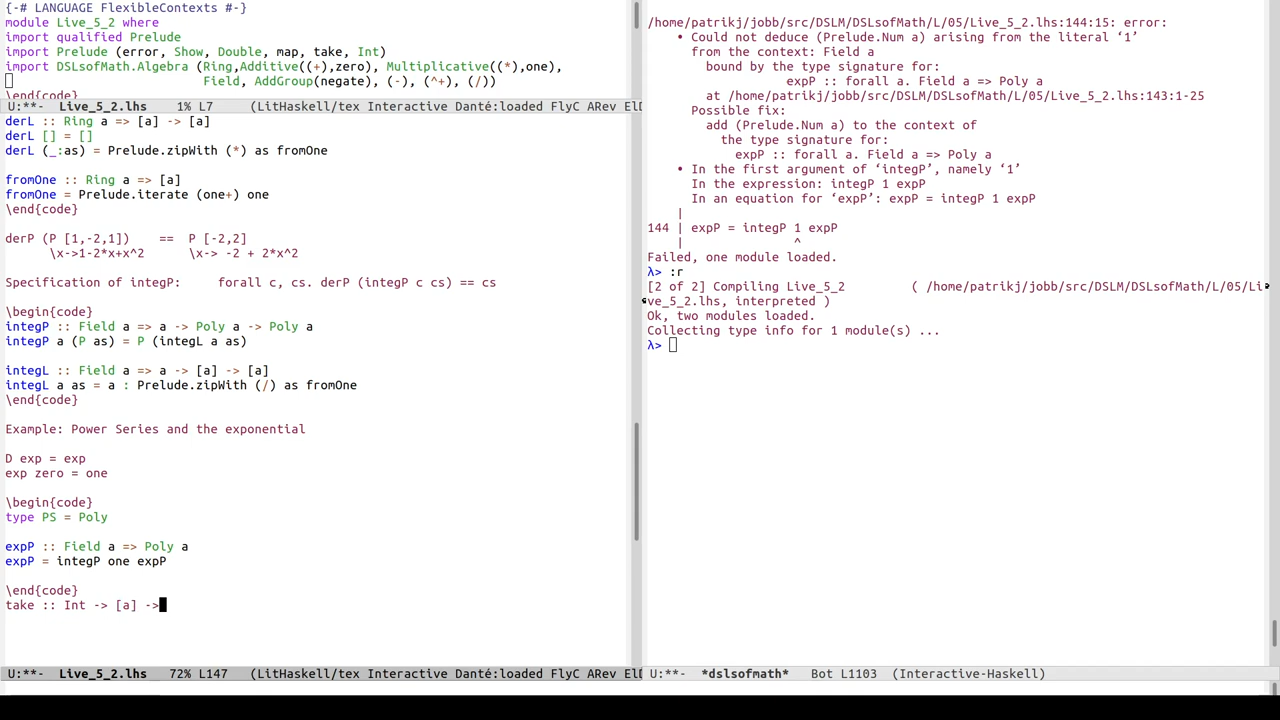 {-# LANGUAGE FlexibleContexts #-}
module Live_5_2 where
import qualified Prelude
import Prelude (error, Show, Double, map, take, Int)
import DSLsofMath.Algebra (Ring,Additive((+),zero), Multiplicative((*),one),
Field, AddGroup(negate), (-), (^+), (/))
\end{code}
U:**-  Live_5_2.lhs    1% L7    (LitHaskell/tex Interactive Danté:loaded FlyC ARev ElD
derL :: Ring a => [a] -> [a]
derL [] = []
derL (_:as) = Prelude.zipWith (*) as fromOne
fromOne :: Ring a => [a]
fromOne = Prelude.iterate (one+) one
\end{code}
derP (P [1,-2,1])    ==  P [-2,2]
\x->1-2*x+x^2      \x-> -2 + 2*x^2
Specification of integP:     forall c, cs. derP (integP c cs) == cs
\begin{code}
integP :: Field a => a -> Poly a -> Poly a
integP a (P as) = P (integL a as)
integL :: Field a => a -> [a] -> [a]
integL a as = a : Prelude.zipWith (/) as fromOne
\end{code}
Example: Power Series and the exponential
D exp = exp
exp zero = one
\begin{code}
type PS = Poly
expP :: Field a => Poly a
expP = integP one expP
\end{code}
take :: Int -> [a] ->
U:**-  Live_5_2.lhs   72% L147   (LitHaskell/tex Interactive Danté:loaded FlyC ARev ElD
/home/patrikj/jobb/src/DSLM/DSLsofMath/L/05/Live_5_2.lhs:144:15: error:
• Could not deduce (Prelude.Num a) arising from the literal ‘1’
from the context: Field a
bound by the type signature for:
expP :: forall a. Field a => Poly a
at /home/patrikj/jobb/src/DSLM/DSLsofMath/L/05/Live_5_2.lhs:143:1-25
Possible fix:
add (Prelude.Num a) to the context of
the type signature for:
expP :: forall a. Field a => Poly a
• In the first argument of ‘integP’, namely ‘1’
In the expression: integP 1 expP
In an equation for ‘expP’: expP = integP 1 expP
|
144 | expP = integP 1 expP
|               ^
Failed, one module loaded.
λ> :r
[2 of 2] Compiling Live_5_2         ( /home/patrikj/jobb/src/DSLM/DSLsofMath/L/05/Li
ve_5_2.lhs, interpreted )
Ok, two modules loaded.
Collecting type info for 1 module(s) ...
λ>
U:**-  *dslsofmath*   Bot L1103  (Interactive-Haskell)